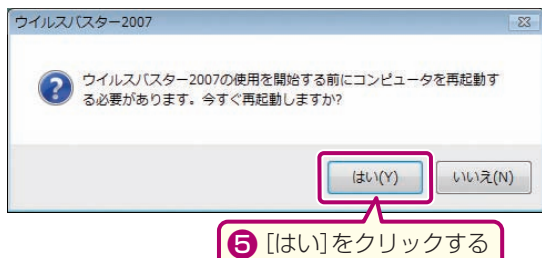 ウイルスバスター2007
ウイルスバスター2007の使用を開始する前にコンピュータを再起動す
る必要があります。今すぐ再起動しますか?
はい(Y)
いいえ(N)
❺ [はい]をクリックする